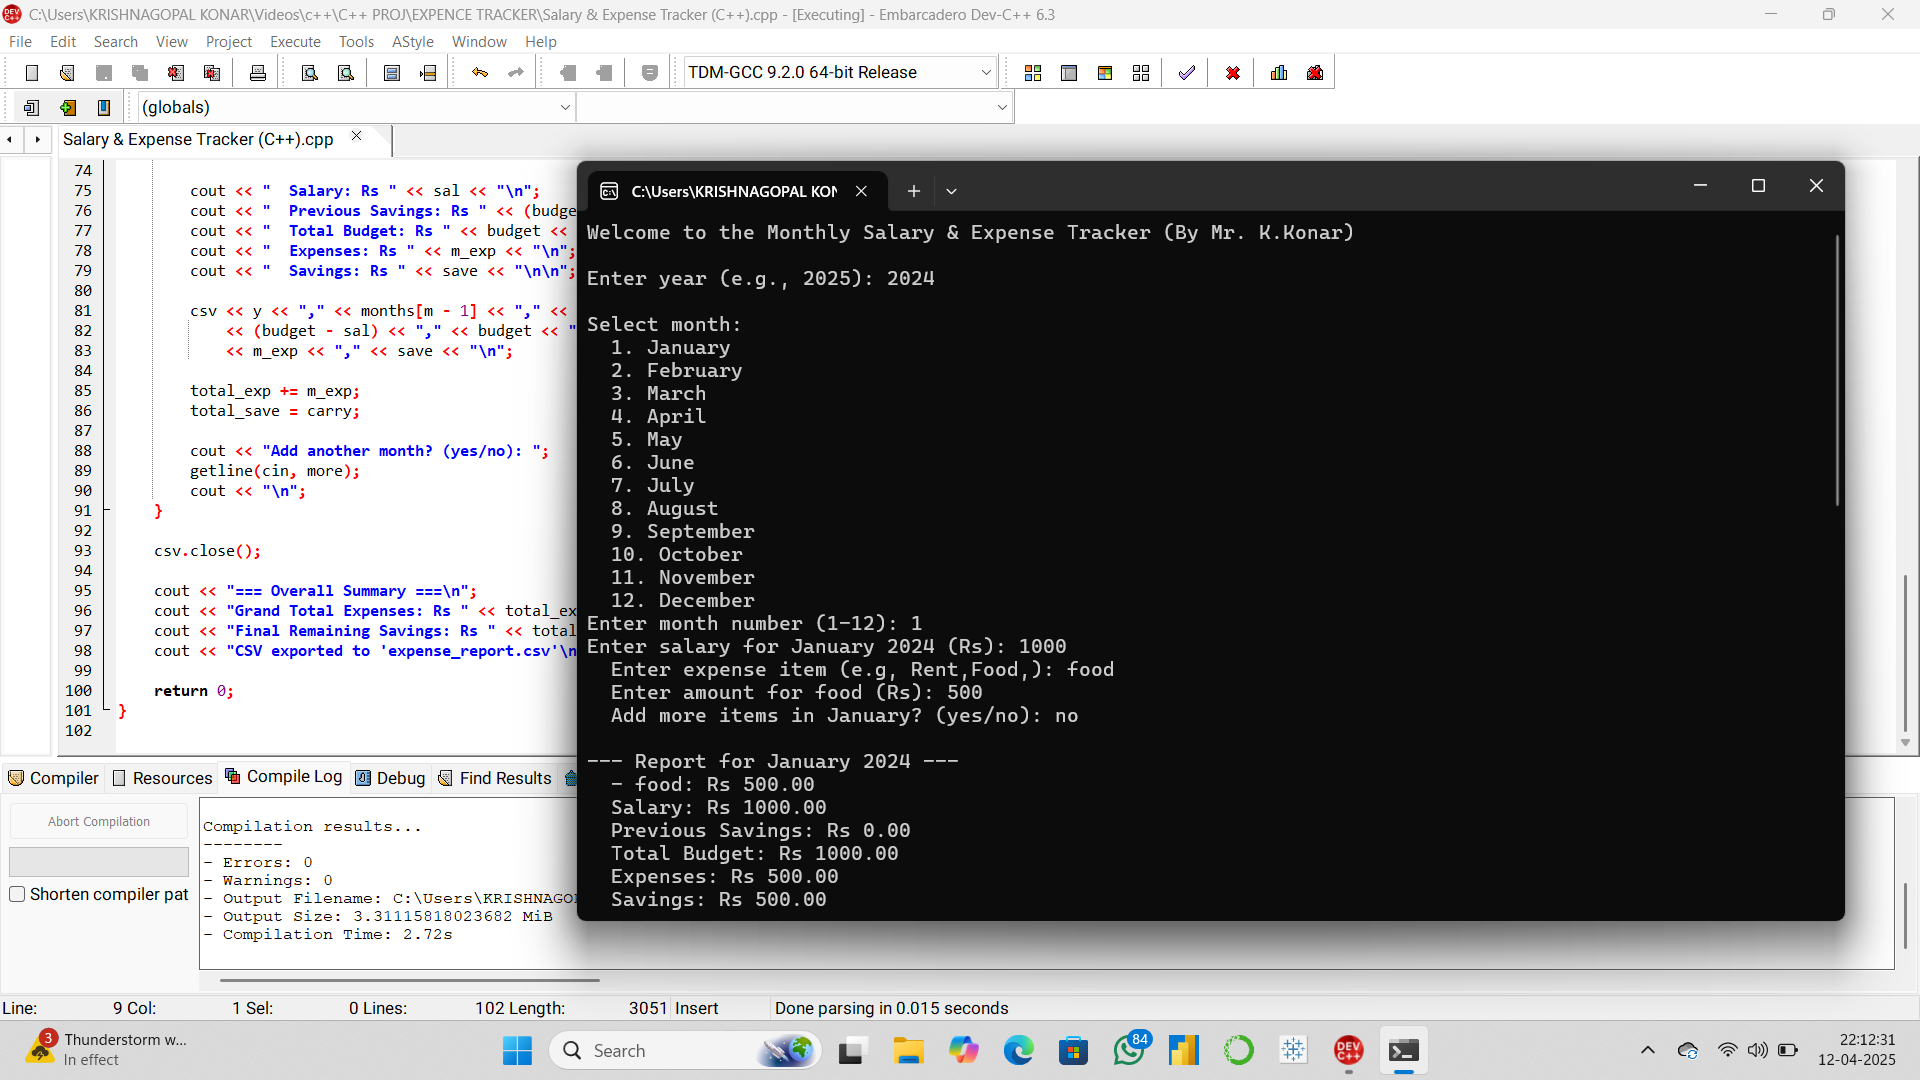 C:\Users\KRISHNAGOPAL KONAR\Videos\c++\C++ PROJ\EXPENCE TRACKER\Salary & Expense Tracker (C++).cpp - [Executing] - Embarcadero Dev-C++ 6.3
File Edit Search View Project Execute Tools AStyle Window Help
TDM-GCC 9.2.0 64-bit Release
(globals)
Salary & Expense Tracker (C++).cpp
74
75 cout << "  Salary: Rs " << sal << "\n";
76 cout << "  Previous Savings: Rs " << (budge
77 cout << "  Total Budget: Rs " << budget <<
78 cout << "  Expenses: Rs " << m_exp << "\n";
79 cout << "  Savings: Rs " << save << "\n\n";
80
81 csv << y << "," << months[m - 1] << "," <<
82 << (budget - sal) << "," << budget << "
83 << m_exp << "," << save << "\n";
84
85 total_exp += m_exp;
86 total_save = carry;
87
88 cout << "Add another month? (yes/no): ";
89 getline(cin, more);
90 cout << "\n";
91 }
92
93 csv.close();
94
95 cout << "=== Overall Summary ===\n";
96 cout << "Grand Total Expenses: Rs " << total_ex
97 cout << "Final Remaining Savings: Rs " << total
98 cout << "CSV exported to 'expense_report.csv'\n
99
100 return 0;
101 }
102
C:\Users\KRISHNAGOPAL KON
Welcome to the Monthly Salary & Expense Tracker (By Mr. K.Konar)
Enter year (e.g., 2025): 2024
Select month:
1. January
2. February
3. March
4. April
5. May
6. June
7. July
8. August
9. September
10. October
11. November
12. December
Enter month number (1-12): 1
Enter salary for January 2024 (Rs): 1000
Enter expense item (e.g, Rent,Food,): food
Enter amount for food (Rs): 500
Add more items in January? (yes/no): no
--- Report for January 2024 ---
- food: Rs 500.00
Salary: Rs 1000.00
Previous Savings: Rs 0.00
Total Budget: Rs 1000.00
Expenses: Rs 500.00
Savings: Rs 500.00
Compiler Resources Compile Log Debug Find Results
Abort Compilation
Shorten compiler pat
Compilation results...
--------
- Errors: 0
- Warnings: 0
- Output Filename: C:\Users\KRISHNAGO
- Output Size: 3.31115818023682 MiB
- Compilation Time: 2.72s
Line: 9 Col: 1 Sel: 0 Lines: 102 Length: 3051 Insert Done parsing in 0.015 seconds
3
Thunderstorm w...
In effect
Search
84
DEV C++
22:12:31
12-04-2025